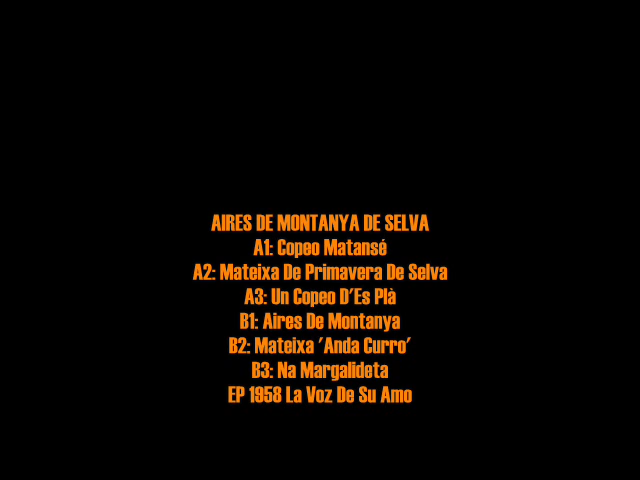 AIRES DE MONTANYA DE SELVA
A1: Copeo Matansé
A2: Mateixa De Primavera De Selva
A3: Un Copeo D'Es Plà
B1: Aires De Montanya
B2: Mateixa 'Anda Curro'
B3: Na Margalideta
EP 1958 La Voz De Su Amo